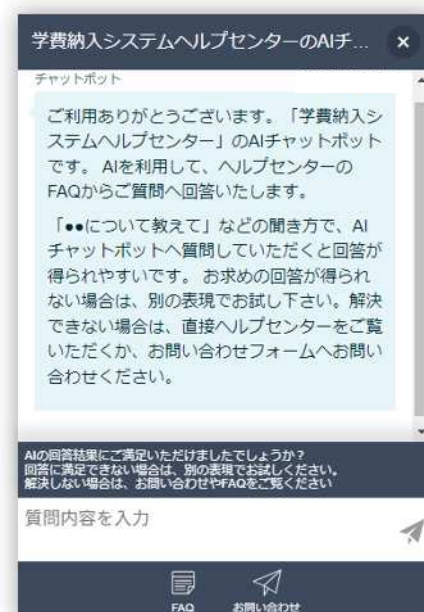 学費納入システムヘルプセンターのAIチ...
チャットボット
ご利用ありがとうございます。「学費納入シ
ステムヘルプセンター」のAIチャットボット
です。 AIを利用して、ヘルプセンターの
FAQからご質問へ回答いたします。
「●●について教えて」などの聞き方で、AI
チャットボットへ質問していただくと回答が
得られやすいです。 お求めの回答が得られ
ない場合は、別の表現でお試し下さい。解決
できない場合は、直接ヘルプセンターをご覧
いただくか、お問い合わせフォームへお問い
合わせください。
AIの回答結果にご満足いただけましたでしょうか？
回答に満足できない場合は、別の表現でお試しください。
解決しない場合は、お問い合わせやFAQをご覧ください
質問内容を入力
FAQ お問い合わせ